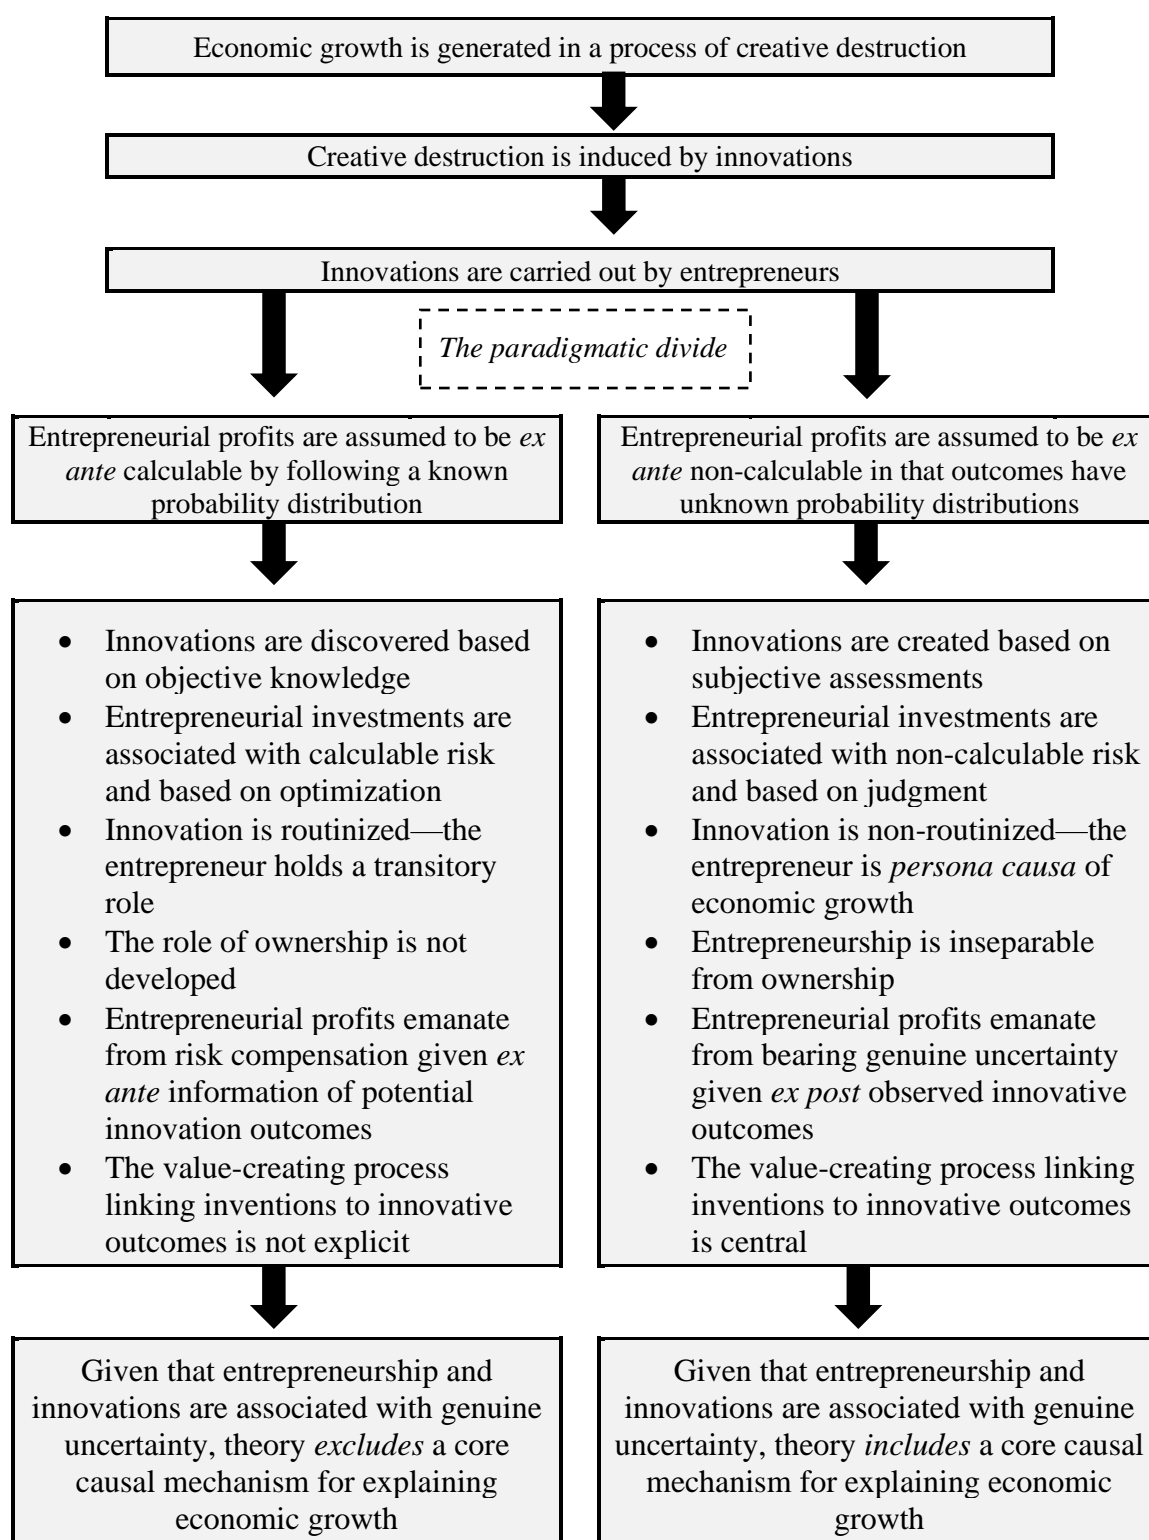 Economic growth is generated in a process of creative destruction
Creative destruction is induced by innovations
Innovations are carried out by entrepreneurs
The paradigmatic divide
Entrepreneurial profits are assumed to be ex
ante calculable by following a known
probability distribution
Entrepreneurial profits are assumed to be ex
ante non-calculable in that outcomes have
unknown probability distributions
• Innovations are discovered based
on objective knowledge
• Entrepreneurial investments are
associated with calculable risk
and based on optimization
• Innovation is routinized—the
entrepreneur holds a transitory
role
• The role of ownership is not
developed
• Entrepreneurial profits emanate
from risk compensation given ex
ante information of potential
innovation outcomes
• The value-creating process
linking inventions to innovative
outcomes is not explicit
• Innovations are created based on
subjective assessments
• Entrepreneurial investments are
associated with non-calculable risk
and based on judgment
• Innovation is non-routinized—the
entrepreneur is persona causa of
economic growth
• Entrepreneurship is inseparable
from ownership
• Entrepreneurial profits emanate
from bearing genuine uncertainty
given ex post observed innovative
outcomes
• The value-creating process linking
inventions to innovative outcomes
is central
Given that entrepreneurship and
innovations are associated with genuine
uncertainty, theory excludes a core
causal mechanism for explaining
economic growth
Given that entrepreneurship and
innovations are associated with genuine
uncertainty, theory includes a core causal
mechanism for explaining economic
growth